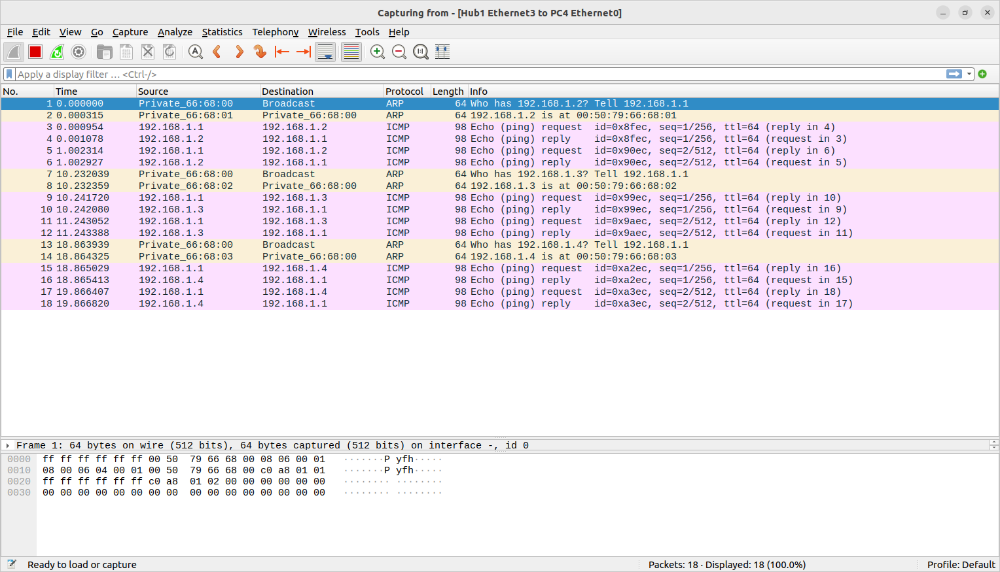 Capturing from - [Hub1 Ethernet3 to PC4 Ethernet0]
File Edit View Go Capture Analyze Statistics Telephony Wireless Tools Help
Apply a display filter … <Ctrl-/>
No. Time Source Destination Protocol Length Info
1 0.000000 Private_66:68:00 Broadcast ARP 64 Who has 192.168.1.2? Tell 192.168.1.1
2 0.000315 Private_66:68:01 Private_66:68:00 ARP 64 192.168.1.2 is at 00:50:79:66:68:01
3 0.000954 192.168.1.1 192.168.1.2 ICMP 98 Echo (ping) request id=0x8fec, seq=1/256, ttl=64 (reply in 4)
4 0.001078 192.168.1.2 192.168.1.1 ICMP 98 Echo (ping) reply id=0x8fec, seq=1/256, ttl=64 (request in 3)
5 1.002314 192.168.1.1 192.168.1.2 ICMP 98 Echo (ping) request id=0x90ec, seq=2/512, ttl=64 (reply in 6)
6 1.002927 192.168.1.2 192.168.1.1 ICMP 98 Echo (ping) reply id=0x90ec, seq=2/512, ttl=64 (request in 5)
7 10.232039 Private_66:68:00 Broadcast ARP 64 Who has 192.168.1.3? Tell 192.168.1.1
8 10.232359 Private_66:68:02 Private_66:68:00 ARP 64 192.168.1.3 is at 00:50:79:66:68:02
9 10.241720 192.168.1.1 192.168.1.3 ICMP 98 Echo (ping) request id=0x99ec, seq=1/256, ttl=64 (reply in 10)
10 10.242080 192.168.1.3 192.168.1.1 ICMP 98 Echo (ping) reply id=0x99ec, seq=1/256, ttl=64 (request in 9)
11 11.243052 192.168.1.1 192.168.1.3 ICMP 98 Echo (ping) request id=0x9aec, seq=2/512, ttl=64 (reply in 12)
12 11.243388 192.168.1.3 192.168.1.1 ICMP 98 Echo (ping) reply id=0x9aec, seq=2/512, ttl=64 (request in 11)
13 18.863939 Private_66:68:00 Broadcast ARP 64 Who has 192.168.1.4? Tell 192.168.1.1
14 18.864325 Private_66:68:03 Private_66:68:00 ARP 64 192.168.1.4 is at 00:50:79:66:68:03
15 18.865029 192.168.1.1 192.168.1.4 ICMP 98 Echo (ping) request id=0xa2ec, seq=1/256, ttl=64 (reply in 16)
16 18.865413 192.168.1.4 192.168.1.1 ICMP 98 Echo (ping) reply id=0xa2ec, seq=1/256, ttl=64 (request in 15)
17 19.866407 192.168.1.1 192.168.1.4 ICMP 98 Echo (ping) request id=0xa3ec, seq=2/512, ttl=64 (reply in 18)
18 19.866820 192.168.1.4 192.168.1.1 ICMP 98 Echo (ping) reply id=0xa3ec, seq=2/512, ttl=64 (request in 17)
Frame 1: 64 bytes on wire (512 bits), 64 bytes captured (512 bits) on interface -, id 0
0000 ff ff ff ff ff ff 00 50 79 66 68 00 08 06 00 01 ·······P yfh·····
0010 08 00 06 04 00 01 00 50 79 66 68 00 c0 a8 01 01 ·······P yfh·····
0020 ff ff ff ff ff ff c0 a8 01 02 00 00 00 00 00 00 ········ ········
0030 00 00 00 00 00 00 00 00 00 00 00 00 00 00 00 00 ········ ········
Ready to load or capture Packets: 18 · Displayed: 18 (100.0%) Profile: Default